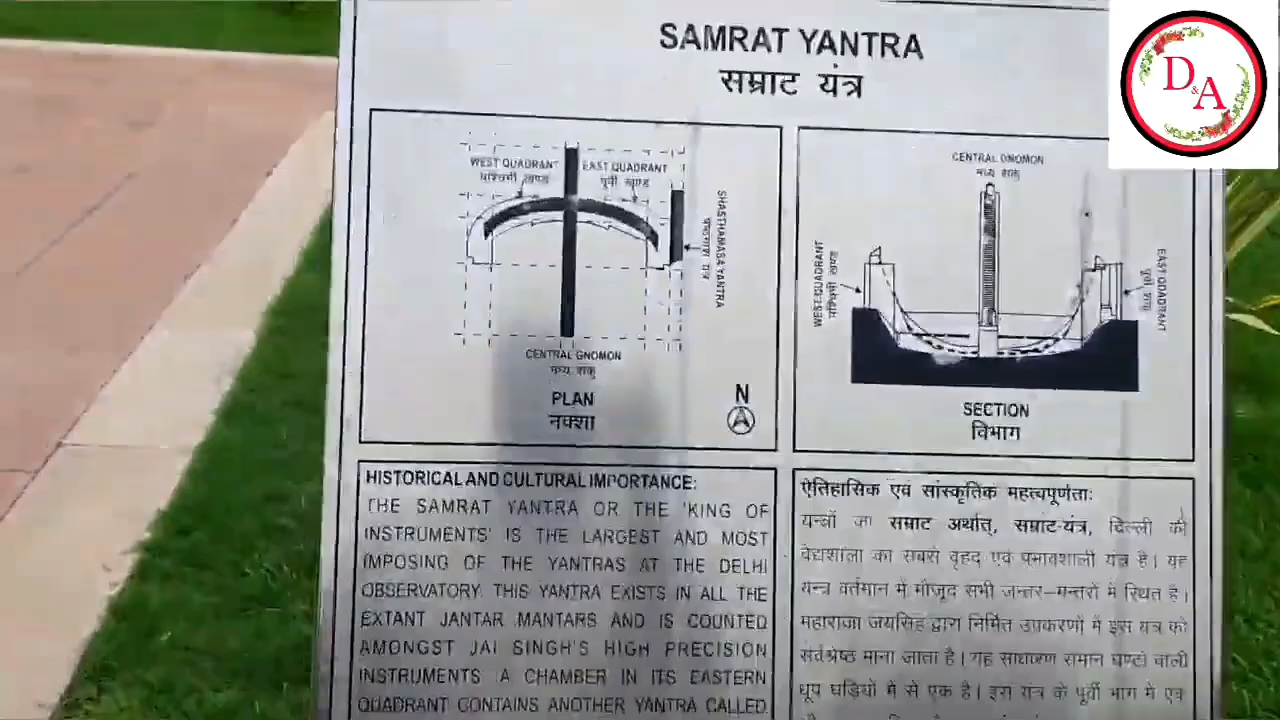 SAMRAT YANTRA
सम्राट यंत्र
D&A
WEST QUADRANT
पश्चिमी खण्ड
EAST QUADRANT
पूर्वी खण्ड
SHASTHAMASA YANTRA
CENTRAL GNOMON
मध्य शंकु
PLAN
नक्शा
N
CENTRAL GNOMON
मध्य शंकु
WEST QUADRANT
पश्चिमी खण्ड
EAST QUADRANT
पूर्वी खण्ड
SECTION
विभाग
HISTORICAL AND CULTURAL IMPORTANCE:
THE SAMRAT YANTRA OR THE 'KING OF
INSTRUMENTS' IS THE LARGEST AND MOST
IMPOSING OF THE YANTRAS AT THE DELHI
OBSERVATORY. THIS YANTRA EXISTS IN ALL THE
EXTANT JANTAR MANTARS AND IS COUNTED
AMONGST JAI SINGH'S HIGH PRECISION
INSTRUMENTS. A CHAMBER IN ITS EASTERN
QUADRANT CONTAINS ANOTHER YANTRA CALLED
ऐतिहासिक एवं सांस्कृतिक महत्वपूर्णता:
यन्त्रों का सम्राट अर्थात्, सम्राट-यंत्र, दिल्ली की
वेधशाला का सबसे वृहद एवं प्रभावशाली यंत्र है। यह
यन्त्र वर्तमान में मौजूद सभी जन्तर-मन्तरों में स्थित है।
महाराजा जयसिंह द्वारा निर्मित उपकरणों में इस यंत्र को
सर्वश्रेष्ठ माना जाता है। यह साधारण समान घण्टों वाली
धूप घड़ियों में से एक है। इस यंत्र के पूर्वी भाग में एक